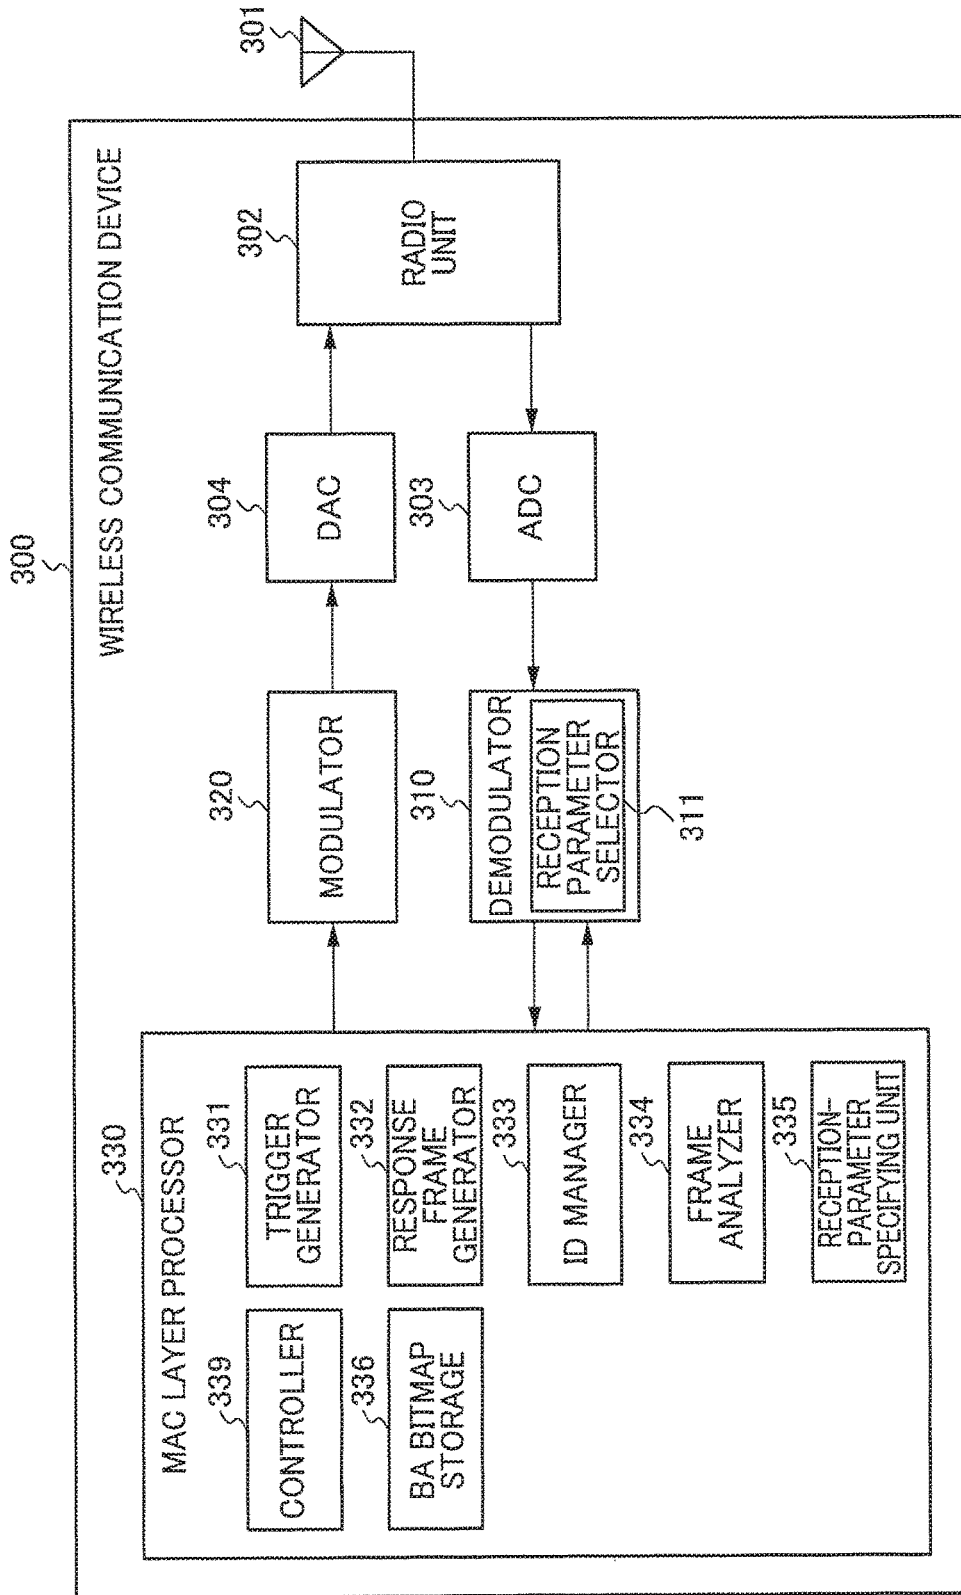 300
WIRELESS COMMUNICATION DEVICE
330
MAC LAYER PROCESSOR
339
CONTROLLER
331
TRIGGER
GENERATOR
336
BA BITMAP
STORAGE
332
RESPONSE
FRAME
GENERATOR
333
ID MANAGER
334
FRAME
ANALYZER
335
RECEPTION-
PARAMETER
SPECIFYING UNIT
320
MODULATOR
304
DAC
302
RADIO
UNIT
301
310
DEMODULATOR
RECEPTION
PARAMETER
SELECTOR
311
303
ADC